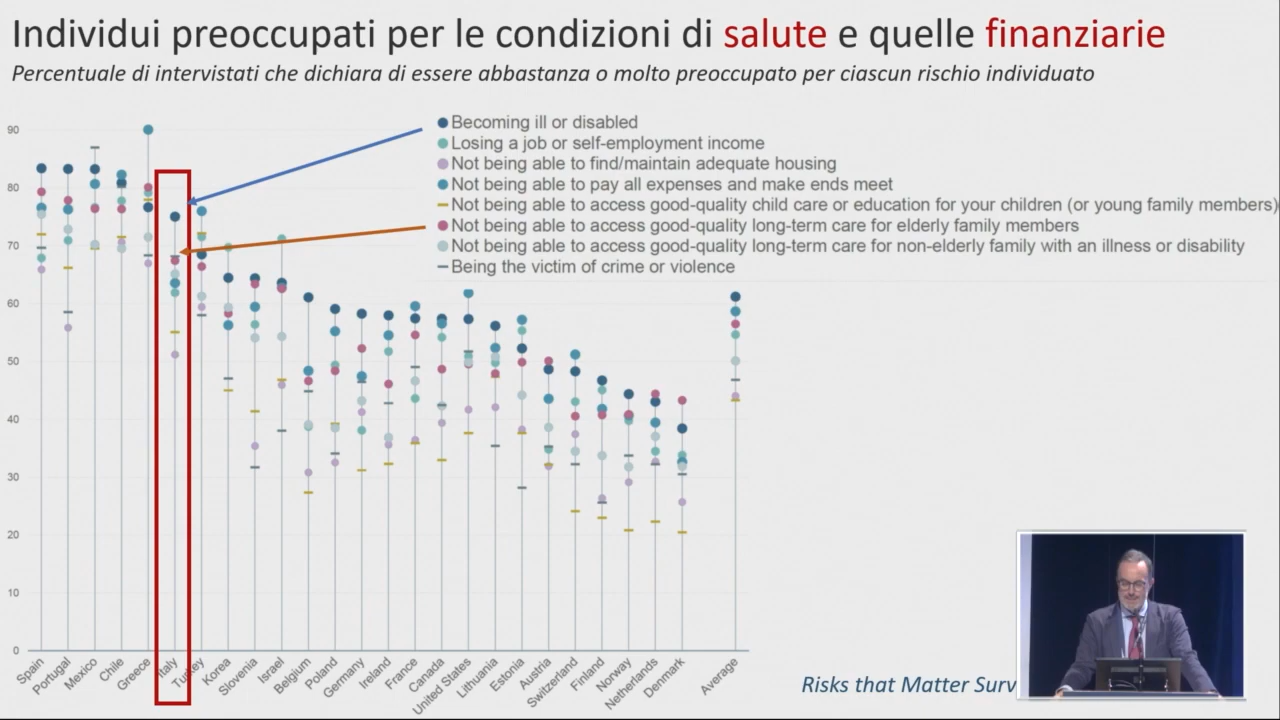 Individui preoccupati per le condizioni di salute e quelle finanziarie
Percentuale di intervistati che dichiara di essere abbastanza o molto preoccupato per ciascun rischio individuato
Becoming ill or disabled
Losing a job or self-employment income
Not being able to find/maintain adequate housing
Not being able to pay all expenses and make ends meet
Not being able to access good-quality child care or education for your children (or young family members)
Not being able to access good-quality long-term care for elderly family members
Not being able to access good-quality long-term care for non-elderly family with an illness or disability
Being the victim of crime or violence
90
80
70
60
50
40
30
20
10
0
Spain
Portugal
Mexico
Chile
Greece
Italy
Turkey
Korea
Slovenia
Israel
Belgium
Poland
Germany
Ireland
France
Canada
United States
Lithuania
Estonia
Austria
Switzerland
Finland
Norway
Netherlands
Denmark
Average
Risks that Matter Surv